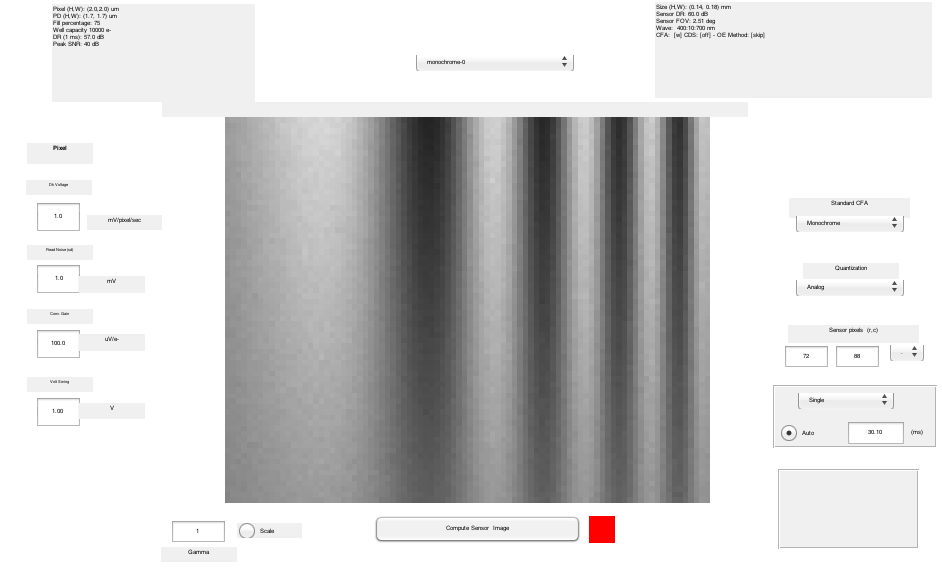 Pixel (H,W): (2.0,2.0) um
PD (H,W): (1.7, 1.7) um
Fill percentage: 75
Well capacity 10000 e-
DR (1 ms): 57.0 dB
Peak SNR: 40 dB
monochrome-0
Size (H,W): (0.14, 0.18) mm
Sensor DR: 60.0 dB
Sensor FOV: 2.51 deg
Wave: 400:10:700 nm
CFA: [w] CDS: [off] - OE Method: [skip]
Pixel
Dk Voltage
1.0
mV/pixel/sec
Read Noise (sd)
1.0
mV
Conv. Gain
100.0
uV/e-
Volt Swing
1.00
V
Standard CFA
Monochrome
Quantization
Analog
Sensor pixels (r,c)
72
88
-
Single
Auto
30.10
(ms)
1
Scale
Gamma
Compute Sensor Image